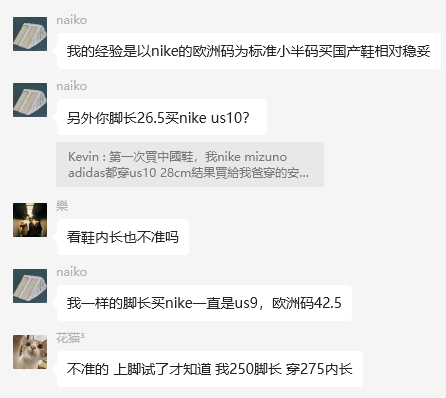 naiko
我的经验是以nike的欧洲码为标准小半码买国产鞋相对稳妥
naiko
另外你脚长26.5买nike us10?
Kevin : 第一次買中國鞋，我nike mizuno
adidas都穿us10 28cm結果買給我爸穿的安...
樂
看鞋内长也不准吗
naiko
我一样的脚长买nike一直是us9，欧洲码42.5
花猫³
不准的 上脚试了才知道 我250脚长 穿275内长